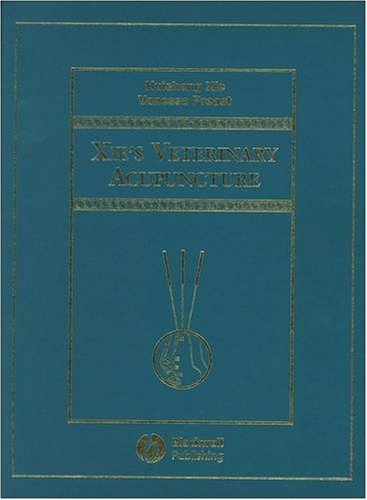 Huisheng Xie
Vanessa Preast
XIE'S VETERINARY
ACUPUNCTURE
Blackwell
Publishing